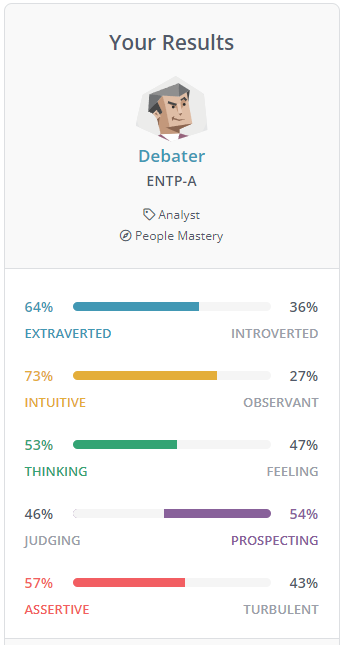 Your Results
Debater
ENTP-A
Analyst
People Mastery
64% 36%
EXTRAVERTED INTROVERTED
73% 27%
INTUITIVE OBSERVANT
53% 47%
THINKING FEELING
46% 54%
JUDGING PROSPECTING
57% 43%
ASSERTIVE TURBULENT